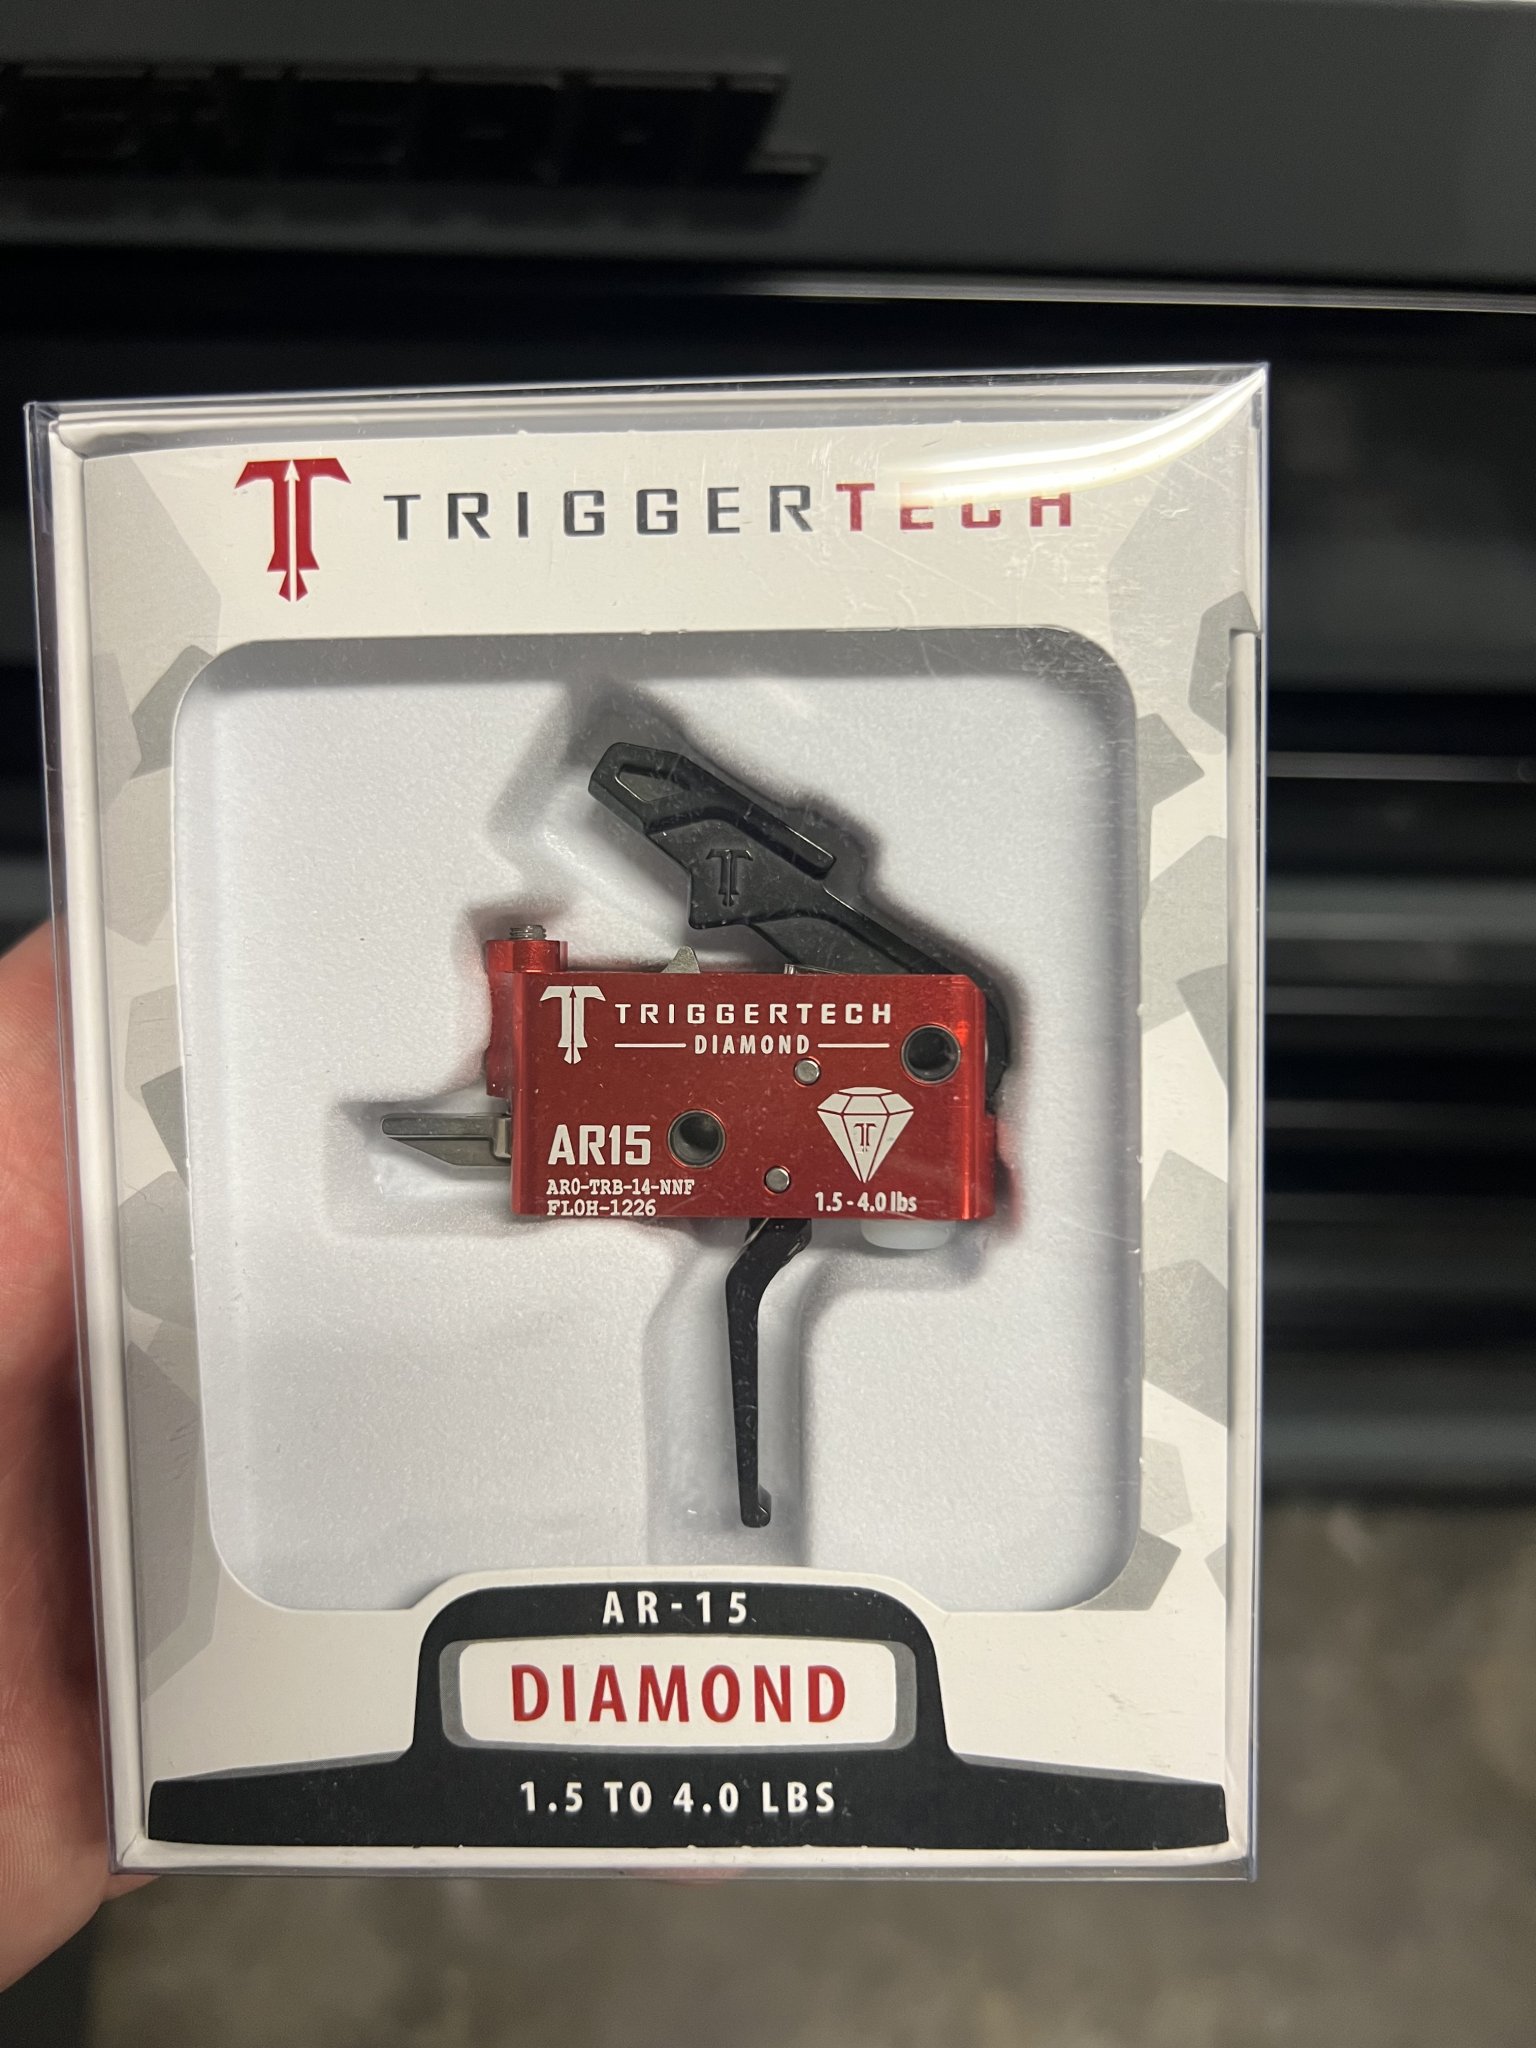 TRIGGERTECH
TRIGGERTECH
DIAMOND
AR15
AR0-TRB-14-NNF
FL0H-1226
1.5 - 4.0 lbs
AR-15
DIAMOND
1.5 TO 4.0 LBS